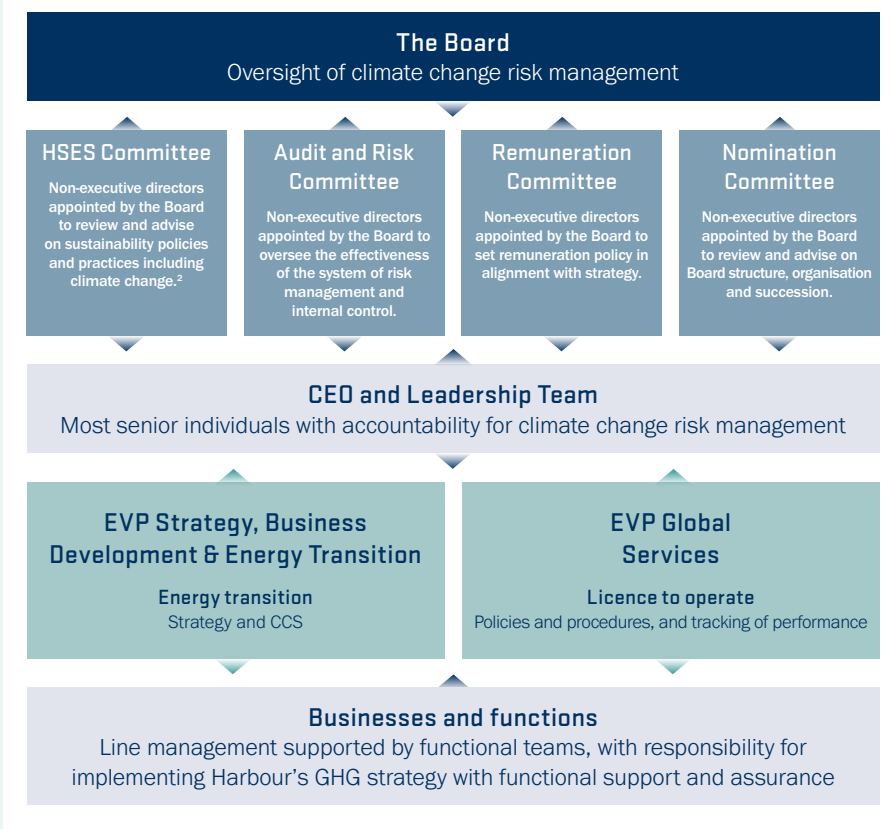 The Board
Oversight of climate change risk management
HSES Committee
Non-executive directors
appointed by the Board
to review and advise
on sustainability policies
and practices including
climate change.²
Audit and Risk
Committee
Non-executive directors
appointed by the Board to
oversee the effectiveness
of the system of risk
management and
internal control.
Remuneration
Committee
Non-executive directors
appointed by the Board to
set remuneration policy in
alignment with strategy.
Nomination
Committee
Non-executive directors
appointed by the Board
to review and advise on
Board structure, organisation
and succession.
CEO and Leadership Team
Most senior individuals with accountability for climate change risk management
EVP Strategy, Business
Development & Energy Transition
Energy transition
Strategy and CCS
EVP Global
Services
Licence to operate
Policies and procedures, and tracking of performance
Businesses and functions
Line management supported by functional teams, with responsibility for
implementing Harbour’s GHG strategy with functional support and assurance